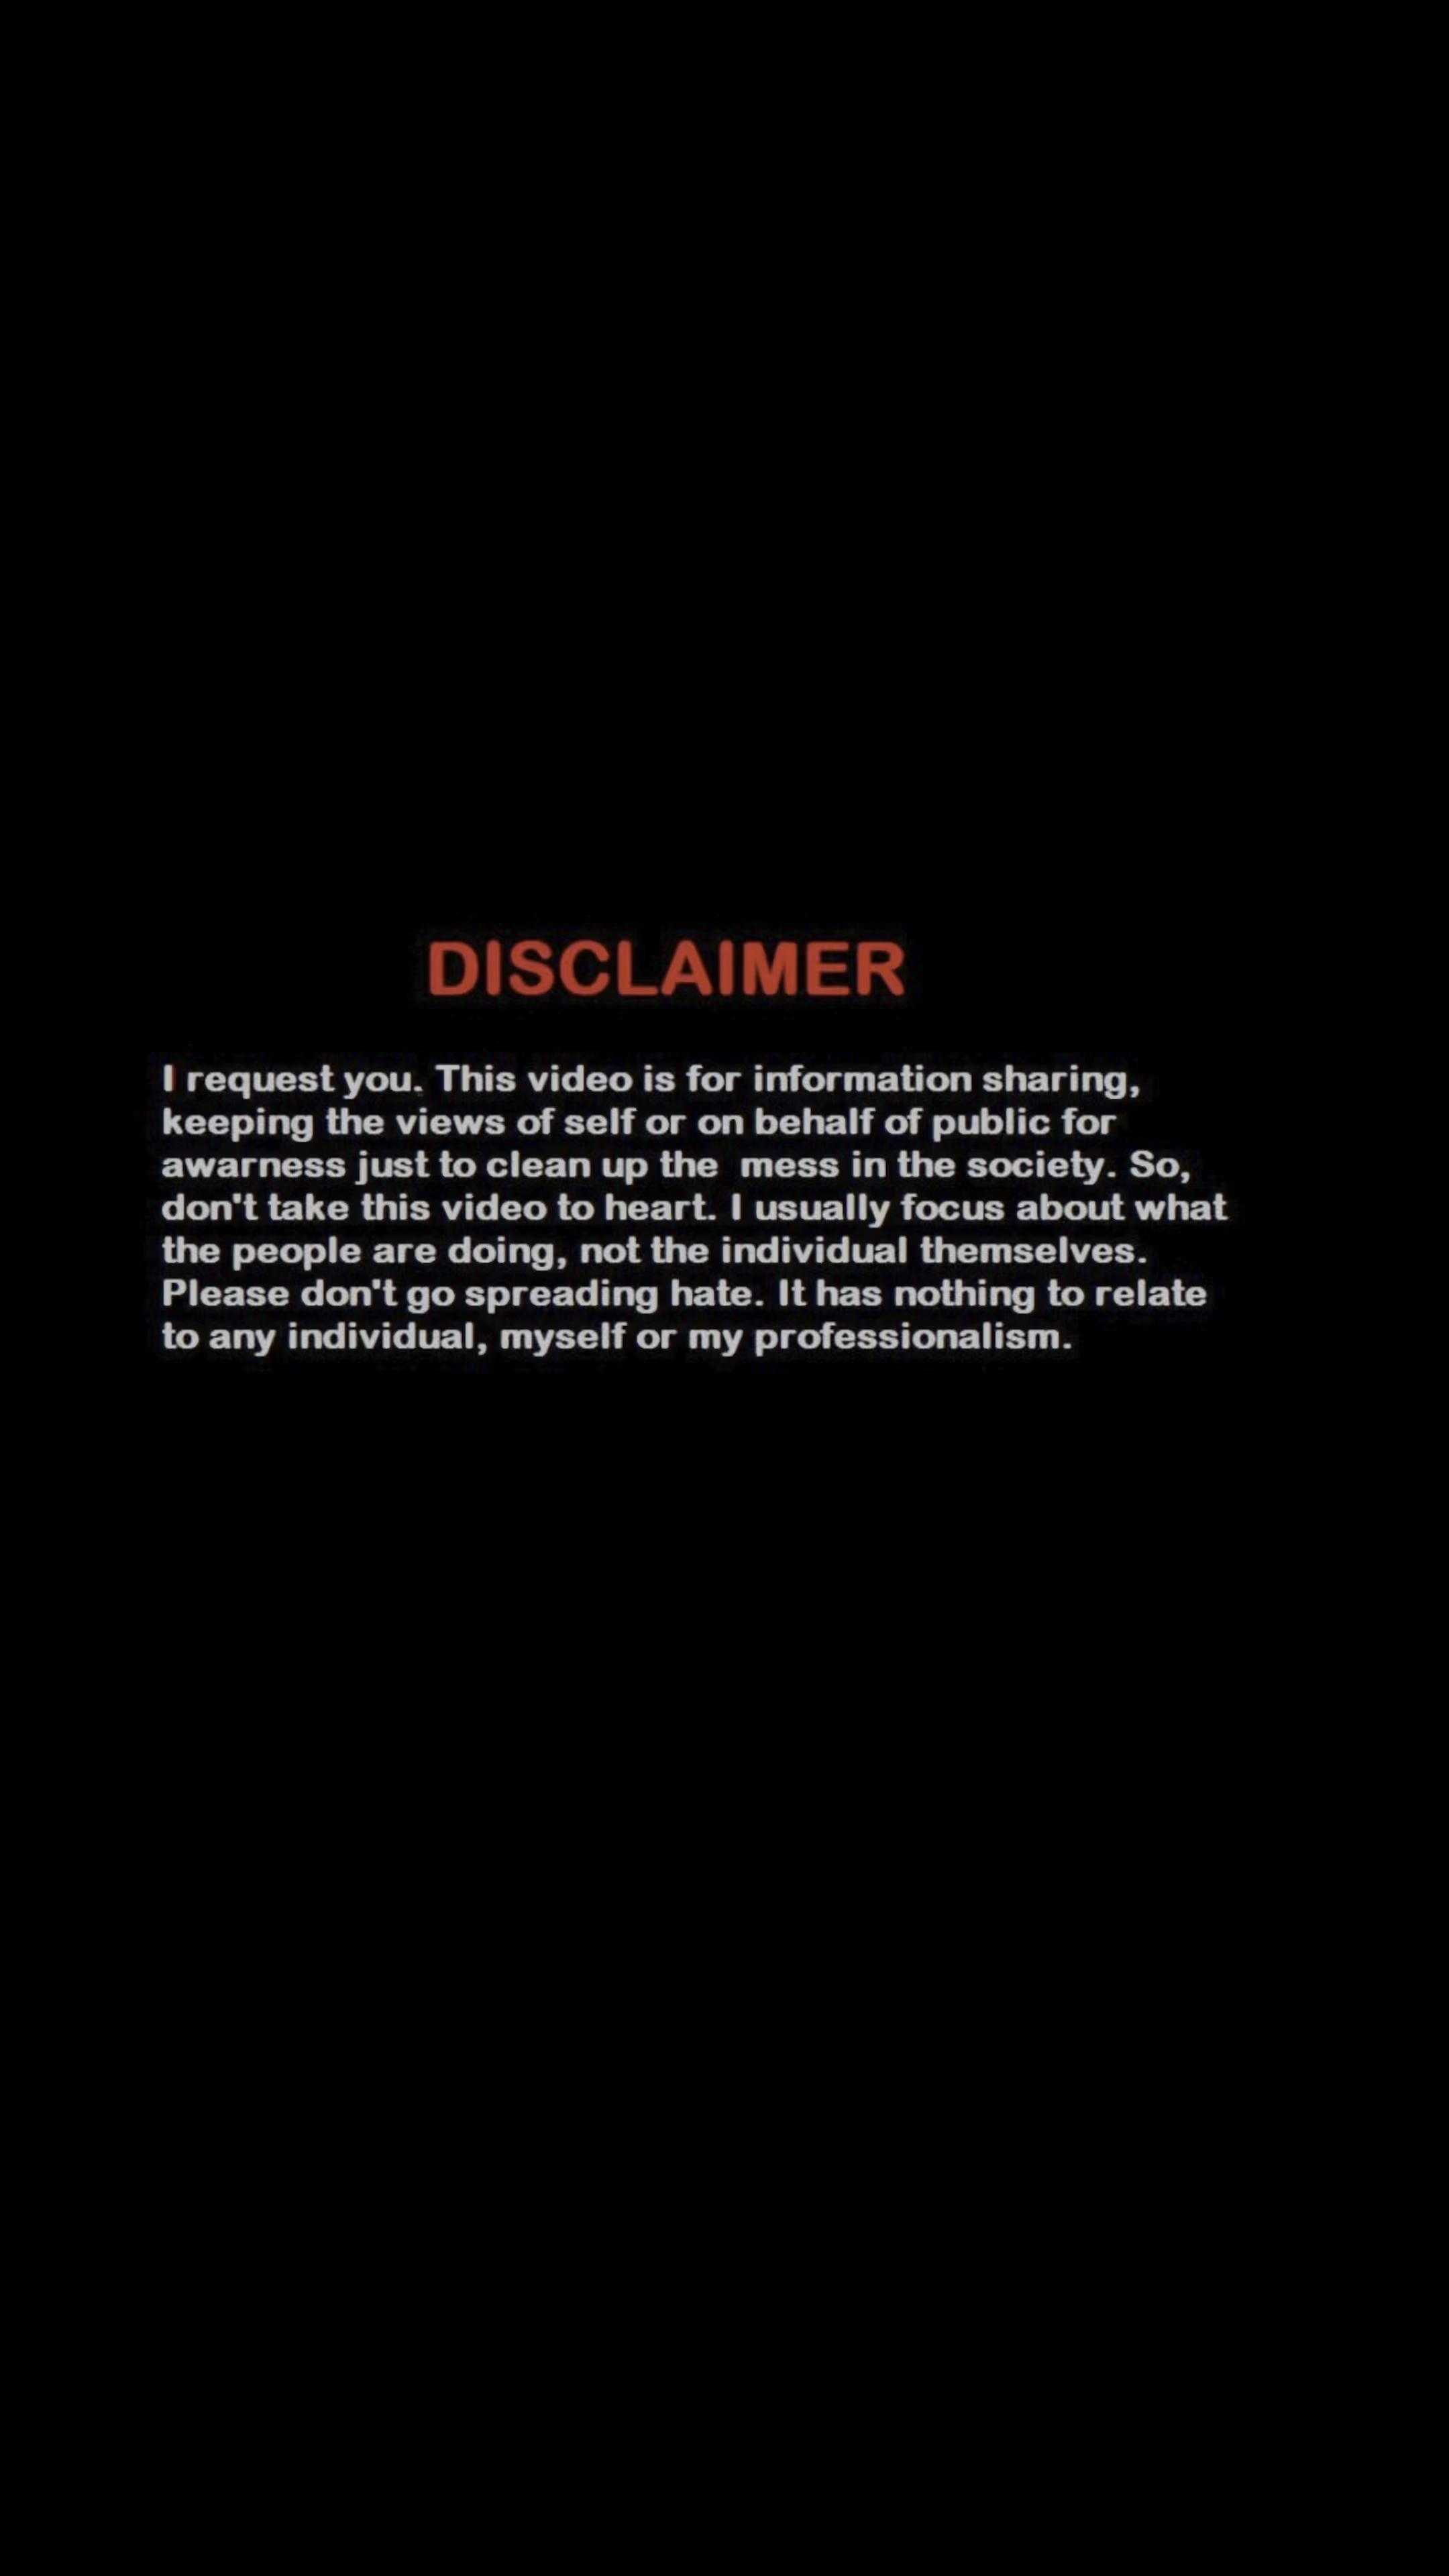 DISCLAIMER
I request you. This video is for information sharing,
keeping the views of self or on behalf of public for
awarness just to clean up the  mess in the society. So,
don't take this video to heart. I usually focus about what
the people are doing, not the individual themselves.
Please don't go spreading hate. It has nothing to relate
to any individual, myself or my professionalism.